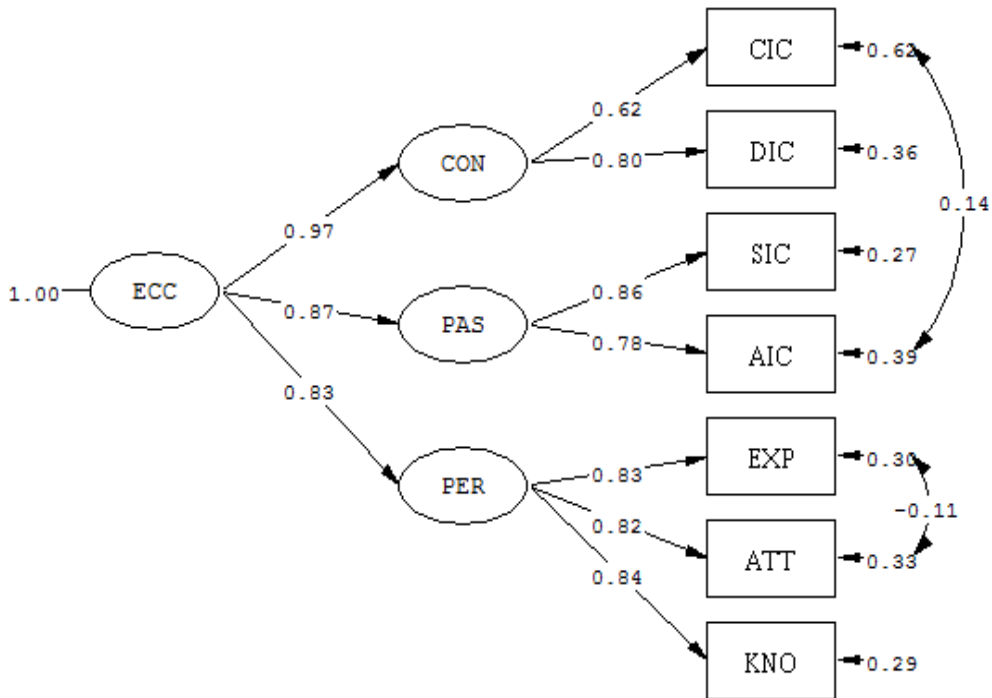 CIC
0.62
0.62
CON
DIC
0.80
0.36
0.97
0.14
SIC
0.27
1.00
ECC
0.86
0.87
PAS
0.78
AIC
0.39
0.83
EXP
0.30
0.83
PER
-0.11
0.82
ATT
0.33
0.84
KNO
0.29